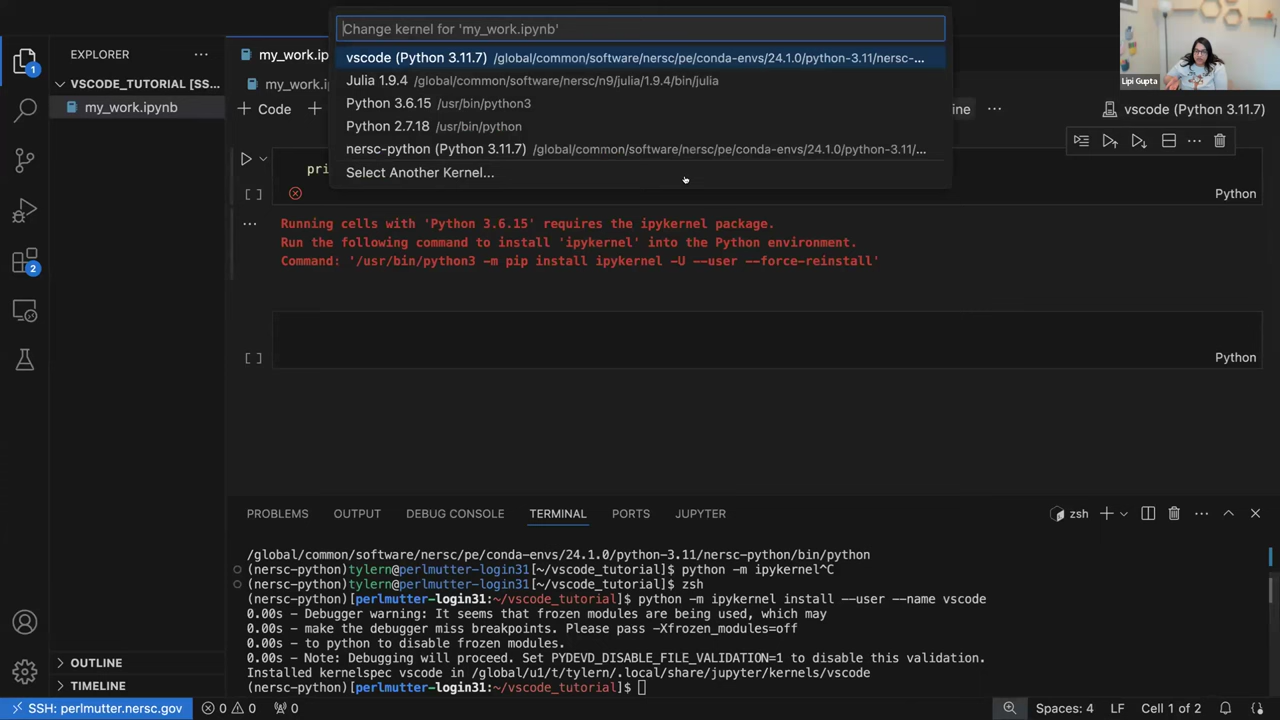 Change kernel for 'my_work.ipynb'
vscode (Python 3.11.7) /global/common/software/nersc/pe/conda-envs/24.1.0/python-3.11/nersc-...
Julia 1.9.4 /global/common/software/nersc/n9/julia/1.9.4/bin/julia
Python 3.6.15 /usr/bin/python3
Python 2.7.18 /usr/bin/python
nersc-python (Python 3.11.7) /global/common/software/nersc/pe/conda-envs/24.1.0/python-3.11/...
Select Another Kernel...
Lipi Gupta
1
2
EXPLORER ...
VSCODE_TUTORIAL [SS...
my_work.ipynb
my_work.ip
my_work.ipynb
+ Code +
ine ...
vscode (Python 3.11.7)
pri
[ ]
Python
...
Running cells with 'Python 3.6.15' requires the ipykernel package.
Run the following command to install 'ipykernel' into the Python environment.
Command: '/usr/bin/python3 -m pip install ipykernel -U --user --force-reinstall'
[ ]
Python
PROBLEMS OUTPUT DEBUG CONSOLE TERMINAL PORTS JUPYTER
zsh
/global/common/software/nersc/pe/conda-envs/24.1.0/python-3.11/nersc-python/bin/python
(nersc-python)tylern@perlmutter-login31[~/vscode_tutorial]$ python -m ipykernel^C
(nersc-python)tylern@perlmutter-login31[~/vscode_tutorial]$ zsh
(nersc-python)[perlmutter-login31:~/vscode_tutorial]$ python -m ipykernel install --user --name vscode
0.00s - Debugger warning: It seems that frozen modules are being used, which may
0.00s - make the debugger miss breakpoints. Please pass -Xfrozen_modules=off
0.00s - to python to disable frozen modules.
0.00s - Note: Debugging will proceed. Set PYDEVD_DISABLE_FILE_VALIDATION=1 to disable this validation.
Installed kernelspec vscode in /global/u1/t/tylern/.local/share/jupyter/kernels/vscode
(nersc-python)[perlmutter-login31:~/vscode_tutorial]$
OUTLINE
TIMELINE
SSH: perlmutter.nersc.gov
0 0
0
Spaces: 4 LF Cell 1 of 2